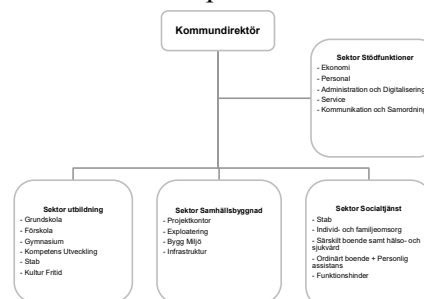 Kommundirektör
Sektor Stödfunktioner
- Ekonomi
- Personal
- Administration och Digitalisering
- Service
- Kommunikation och Samordning
Sektor utbildning
- Grundskola
- Förskola
- Gymnasium
- Kompetens Utveckling
- Stab
- Kultur Fritid
Sektor Samhällsbyggnad
- Projektkontor
- Exploatering
- Bygg Miljö
- Infrastruktur
Sektor Socialtjänst
- Stab
- Individ- och familjeomsorg
- Särskilt boende samt hälso- och
sjukvård
- Ordinärt boende + Personlig
assistans
- Funktionshinder